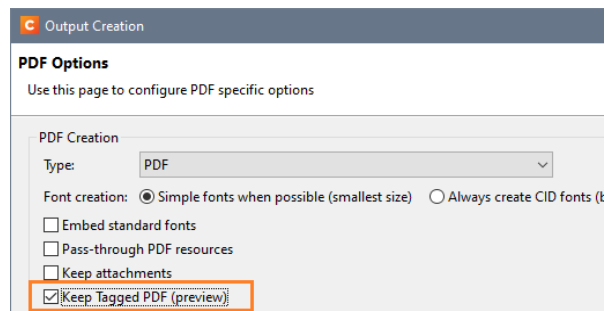 C Output Creation
PDF Options
Use this page to configure PDF specific options
PDF Creation
Type: PDF
Font creation: Simple fonts when possible (smallest size) Always create CID fonts (
Embed standard fonts
Pass-through PDF resources
Keep attachments
Keep Tagged PDF (preview)